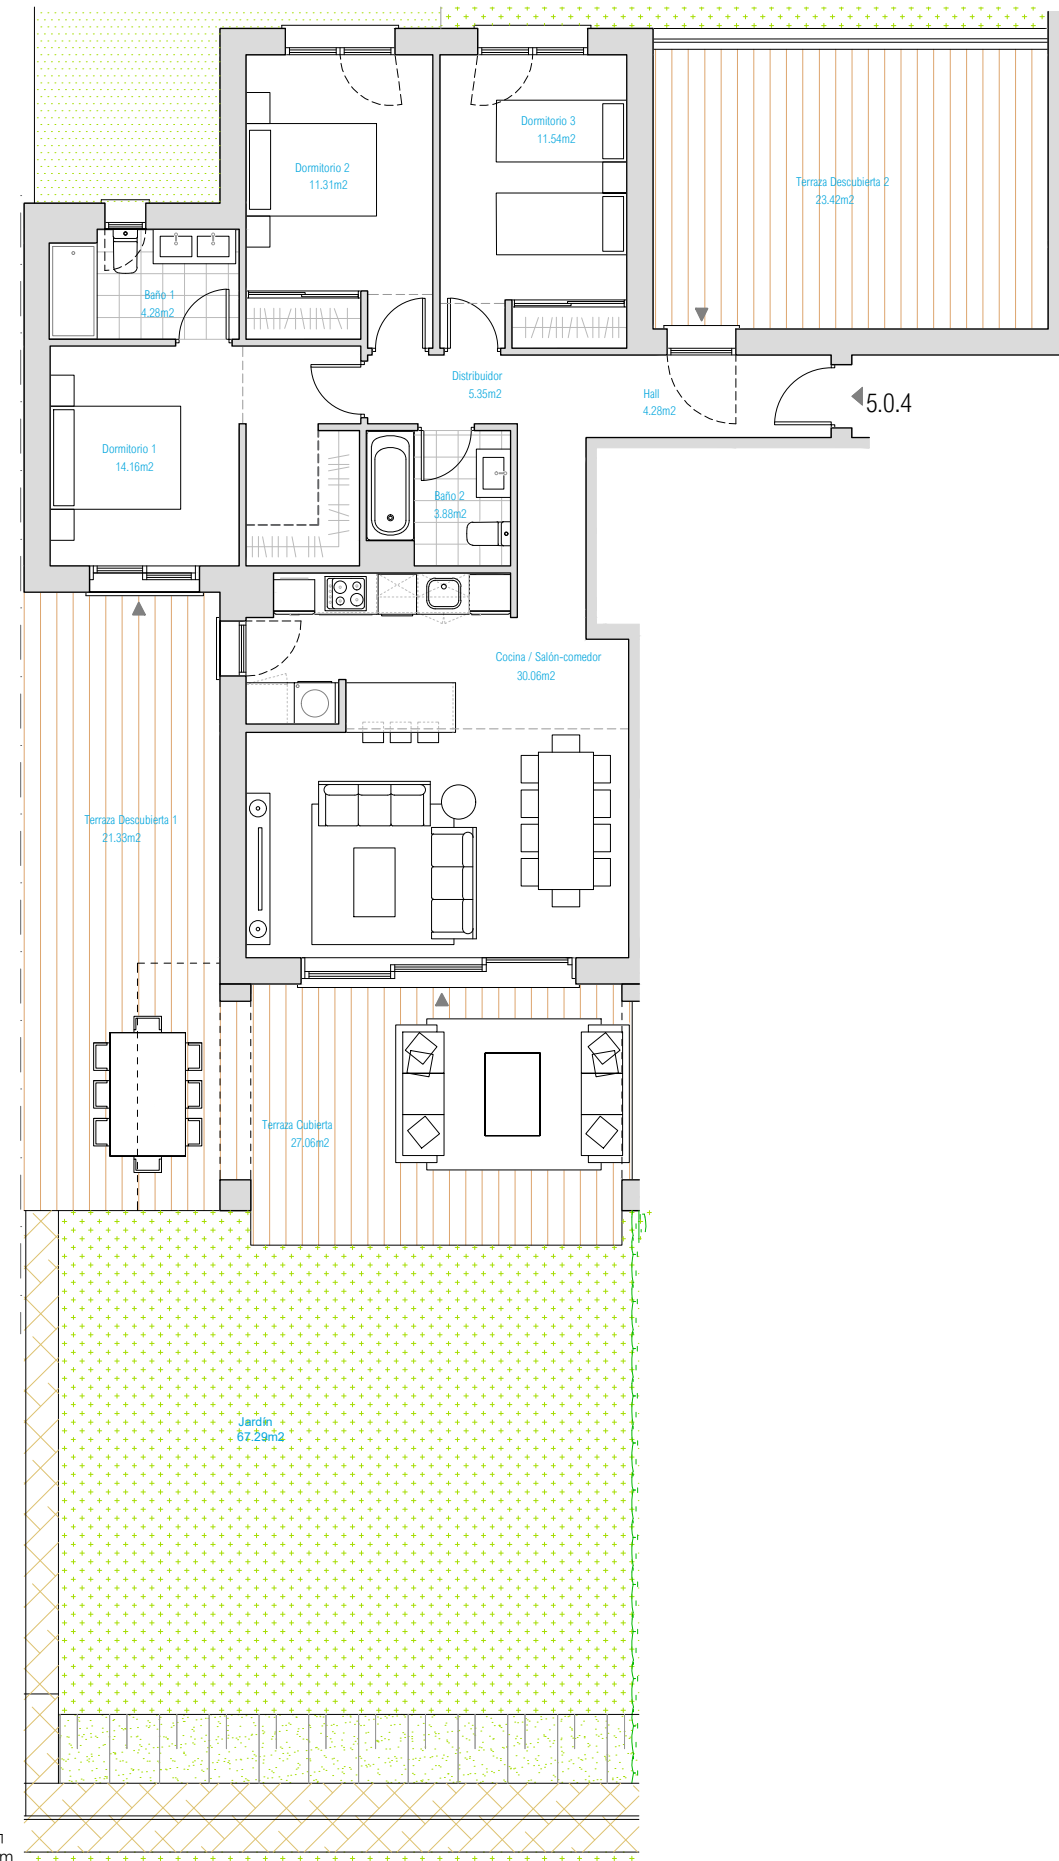 Dormitorio 2
11.31m2
Dormitorio 3
11.54m2
Terraza Descubierta 2
23.42m2
Baño 1
4.28m2
Distribuidor
5.35m2
Hall
4.28m2
5.0.4
Dormitorio 1
14.16m2
Baño 2
3.88m2
Cocina / Salón-comedor
30.06m2
Terraza Descubierta 1
21.33m2
Terraza Cubierta
27.06m2
Jardín
67.29m2